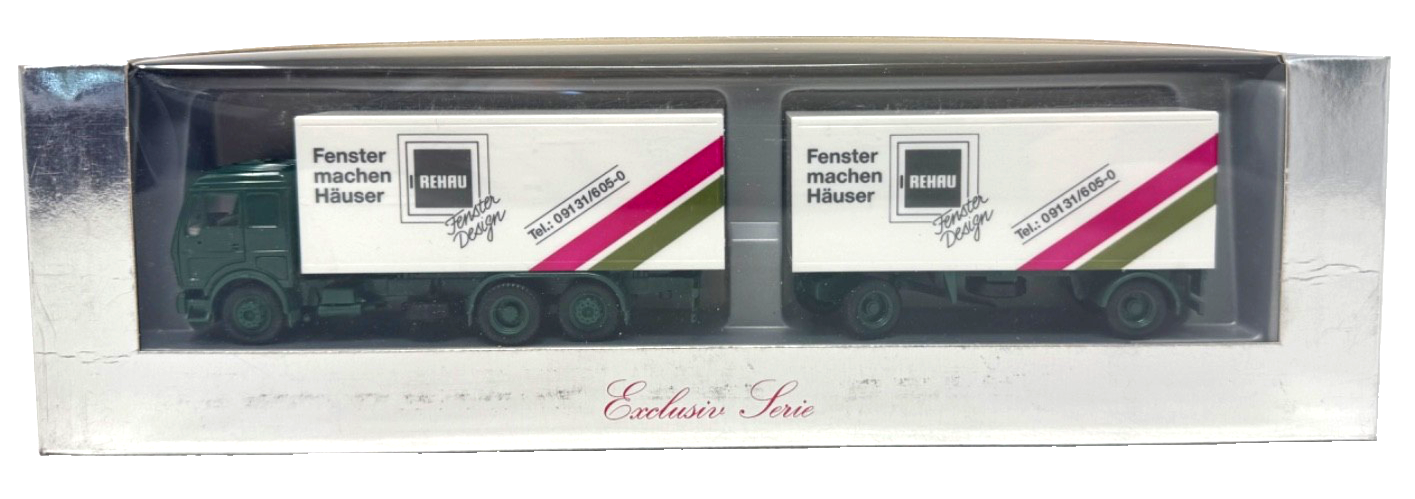 Fenster
machen
Häuser
REHAU
Fenster
Design
Tel.: 09131/605-0
Fenster
machen
Häuser
REHAU
Fenster
Design
Tel.: 09131/605-0
Exclusiv Serie